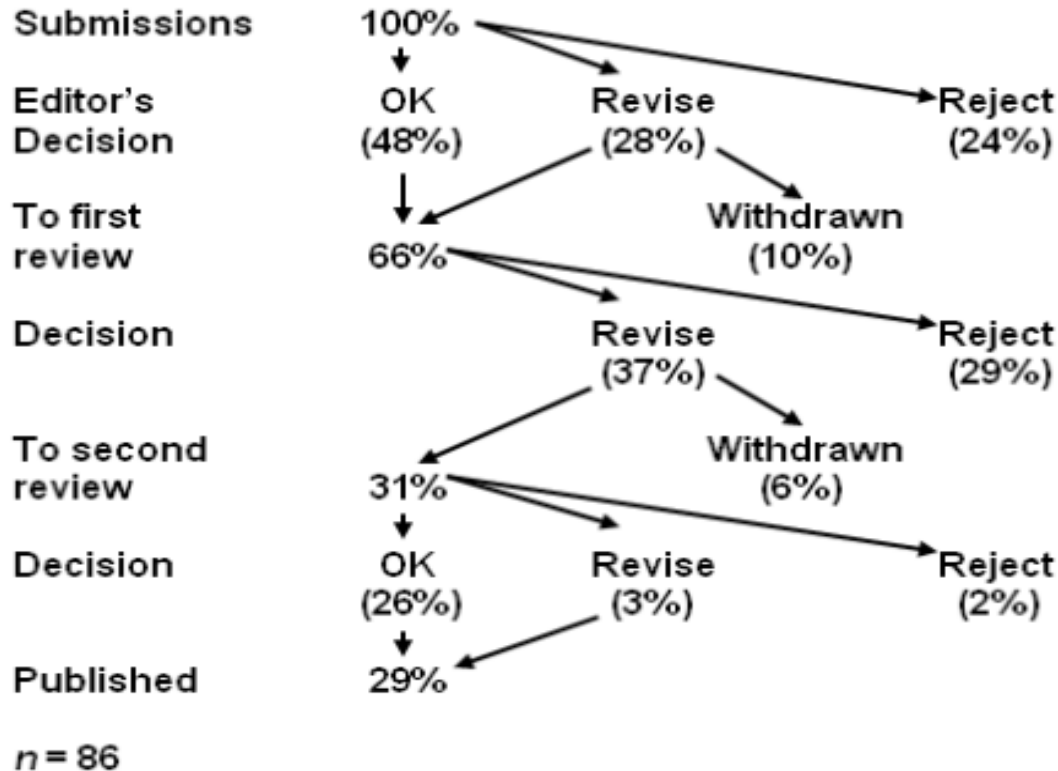 Submissions 100%
Editor's OK Revise Reject
Decision (48%) (28%) (24%)
To first Withdrawn
review 66% (10%)
Decision Revise Reject
(37%) (29%)
To second Withdrawn
review 31% (6%)
Decision OK Revise Reject
(26%) (3%) (2%)
Published 29%
n = 86